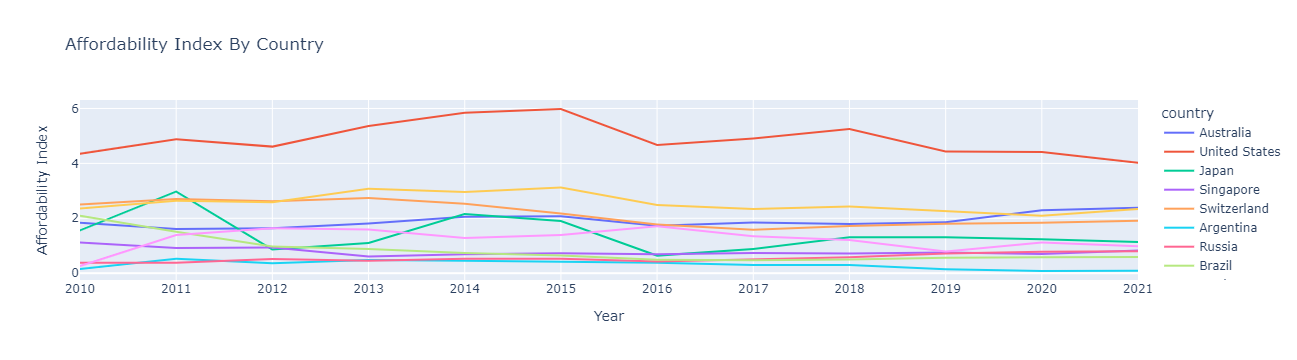 Affordability Index By Country
Affordability Index
6
4
2
0
2010 2011 2012 2013 2014 2015 2016 2017 2018 2019 2020 2021
Year
country
Australia
United States
Japan
Singapore
Switzerland
Argentina
Russia
Brazil